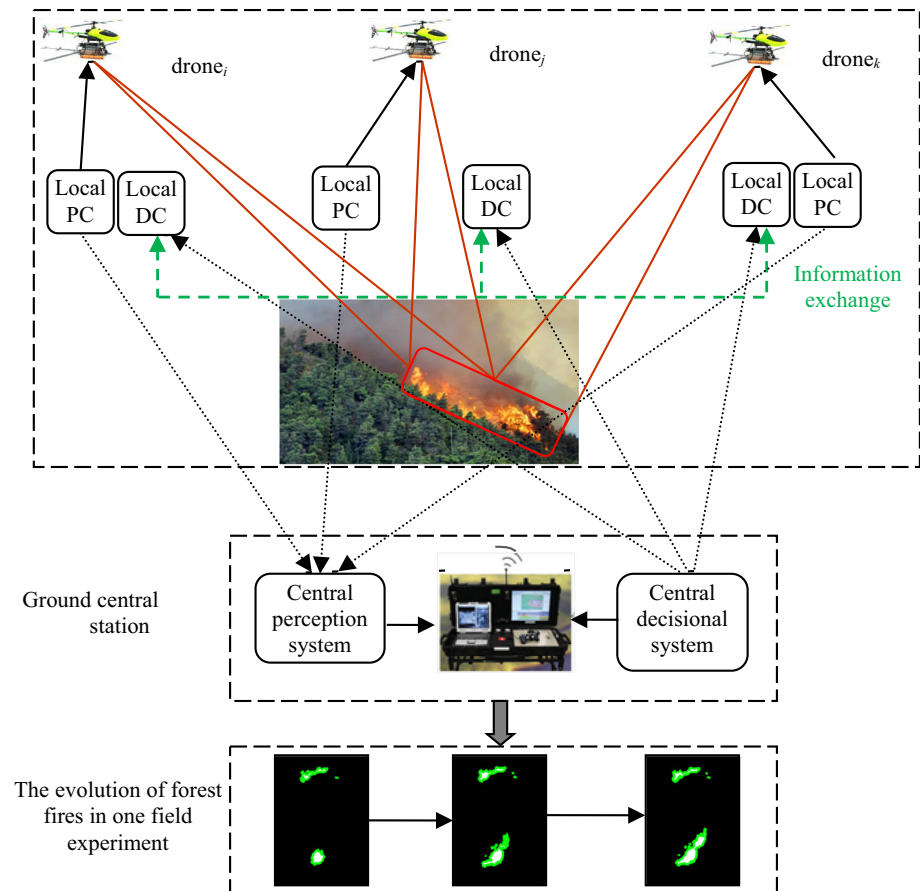 drone_i
drone_j
drone_k
Local
PC
Local
DC
Local
PC
Local
DC
Local
DC
Local
PC
Information
exchange
Ground central
station
Central
perception
system
Central
decisional
system
The evolution of forest
fires in one field
experiment